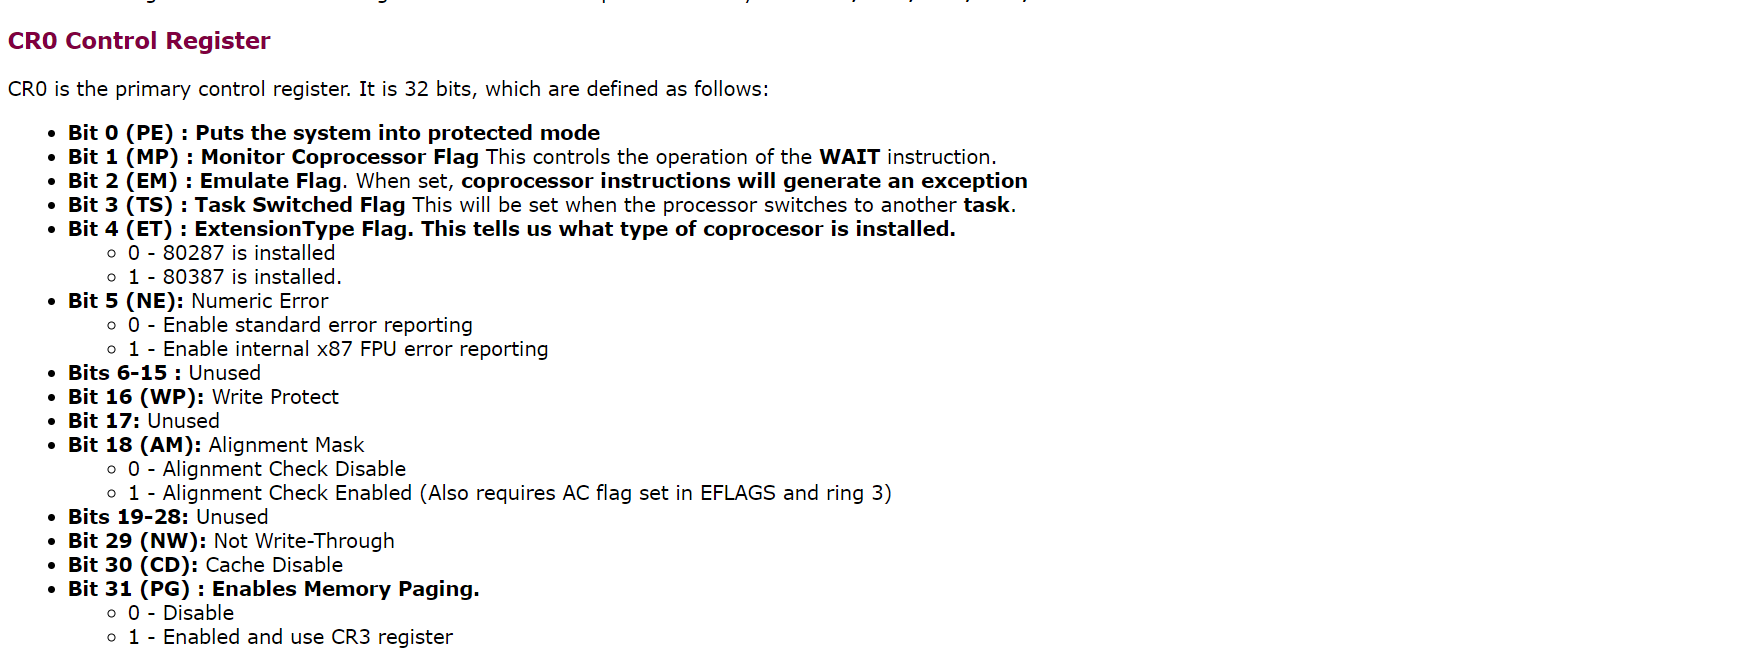 CR0 Control Register
CR0 is the primary control register. It is 32 bits, which are defined as follows:
• Bit 0 (PE) : Puts the system into protected mode
• Bit 1 (MP) : Monitor Coprocessor Flag This controls the operation of the WAIT instruction.
• Bit 2 (EM) : Emulate Flag. When set, coprocessor instructions will generate an exception
• Bit 3 (TS) : Task Switched Flag This will be set when the processor switches to another task.
• Bit 4 (ET) : ExtensionType Flag. This tells us what type of coprocesor is installed.
◦ 0 - 80287 is installed
◦ 1 - 80387 is installed.
• Bit 5 (NE): Numeric Error
◦ 0 - Enable standard error reporting
◦ 1 - Enable internal x87 FPU error reporting
• Bits 6-15 : Unused
• Bit 16 (WP): Write Protect
• Bit 17: Unused
• Bit 18 (AM): Alignment Mask
◦ 0 - Alignment Check Disable
◦ 1 - Alignment Check Enabled (Also requires AC flag set in EFLAGS and ring 3)
• Bits 19-28: Unused
• Bit 29 (NW): Not Write-Through
• Bit 30 (CD): Cache Disable
• Bit 31 (PG) : Enables Memory Paging.
◦ 0 - Disable
◦ 1 - Enabled and use CR3 register